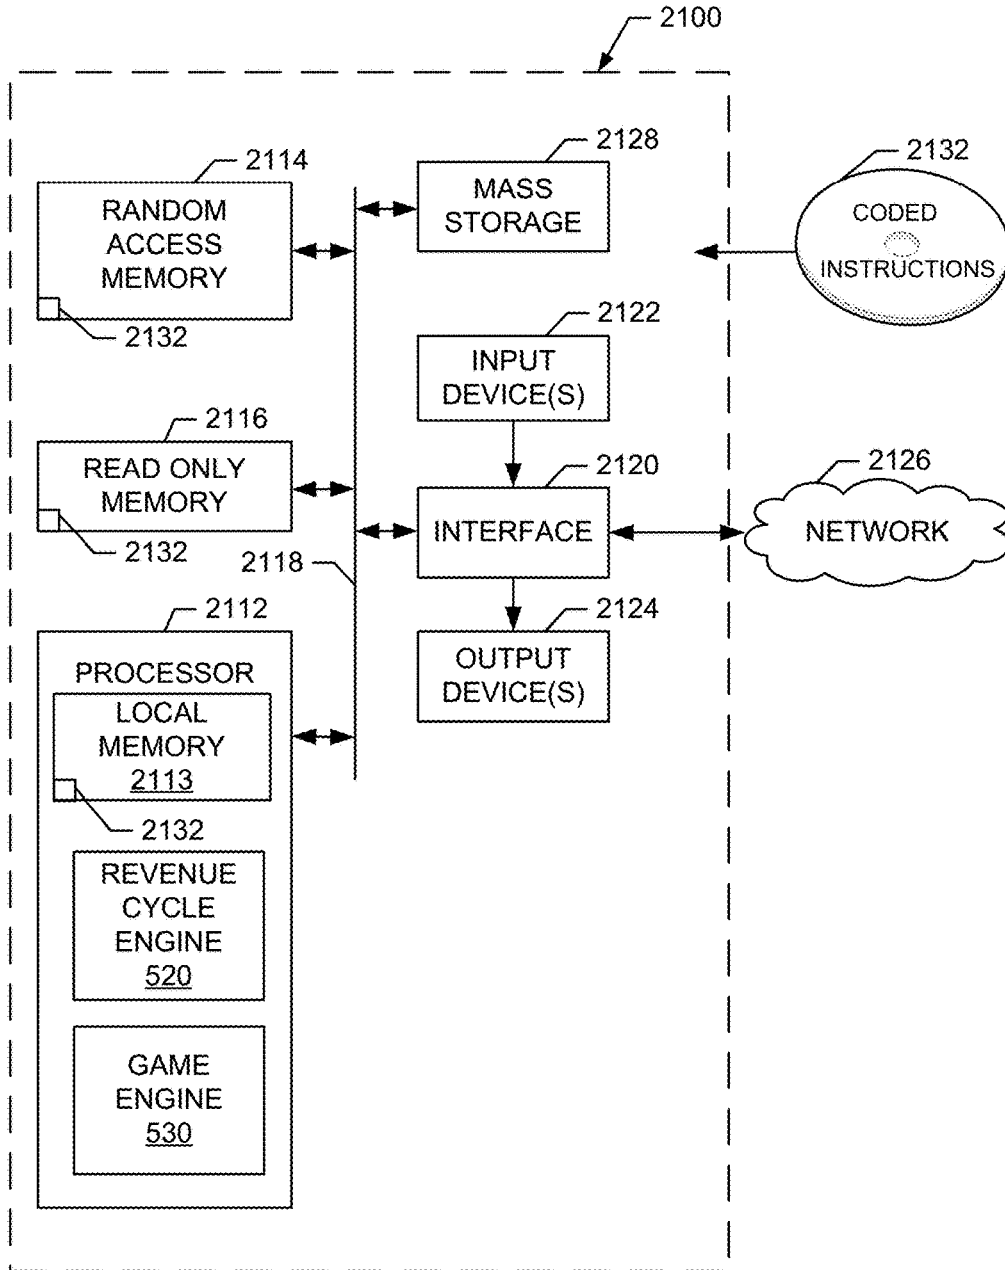 2100
2114
RANDOM
ACCESS
MEMORY
2132
2128
MASS
STORAGE
2132
CODED
INSTRUCTIONS
2122
INPUT
DEVICE(S)
2116
READ ONLY
MEMORY
2132
2118
2120
INTERFACE
2126
NETWORK
2112
PROCESSOR
LOCAL
MEMORY
2113
2132
2124
OUTPUT
DEVICE(S)
REVENUE
CYCLE
ENGINE
520
GAME
ENGINE
530